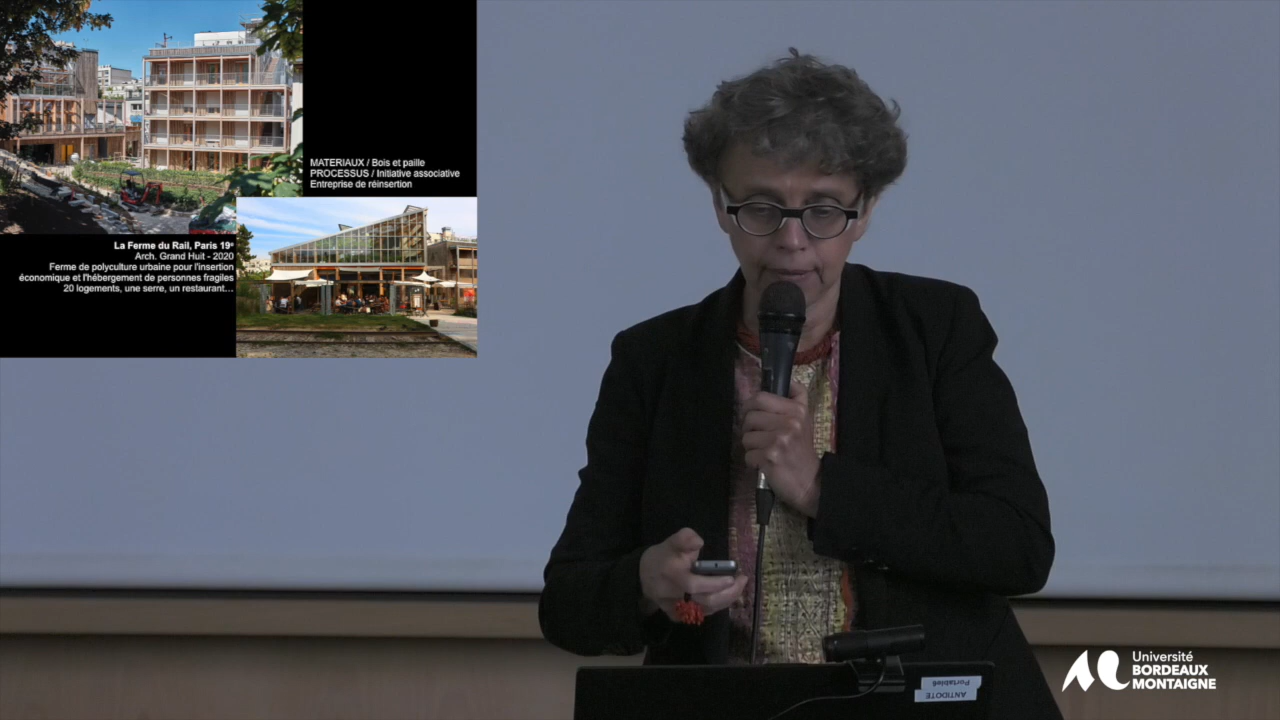 MATERIAUX / Bois et paille
PROCESSUS / Initiative associative
Entreprise de réinsertion
La Ferme du Rail, Paris 19e
Arch. Grand Huit - 2020
Ferme de polyculture urbaine pour l'insertion
économique et l'hébergement de personnes fragiles
20 logements, une serre, un restaurant...
Portable6
ANTIDOTE
Université
BORDEAUX
MONTAIGNE